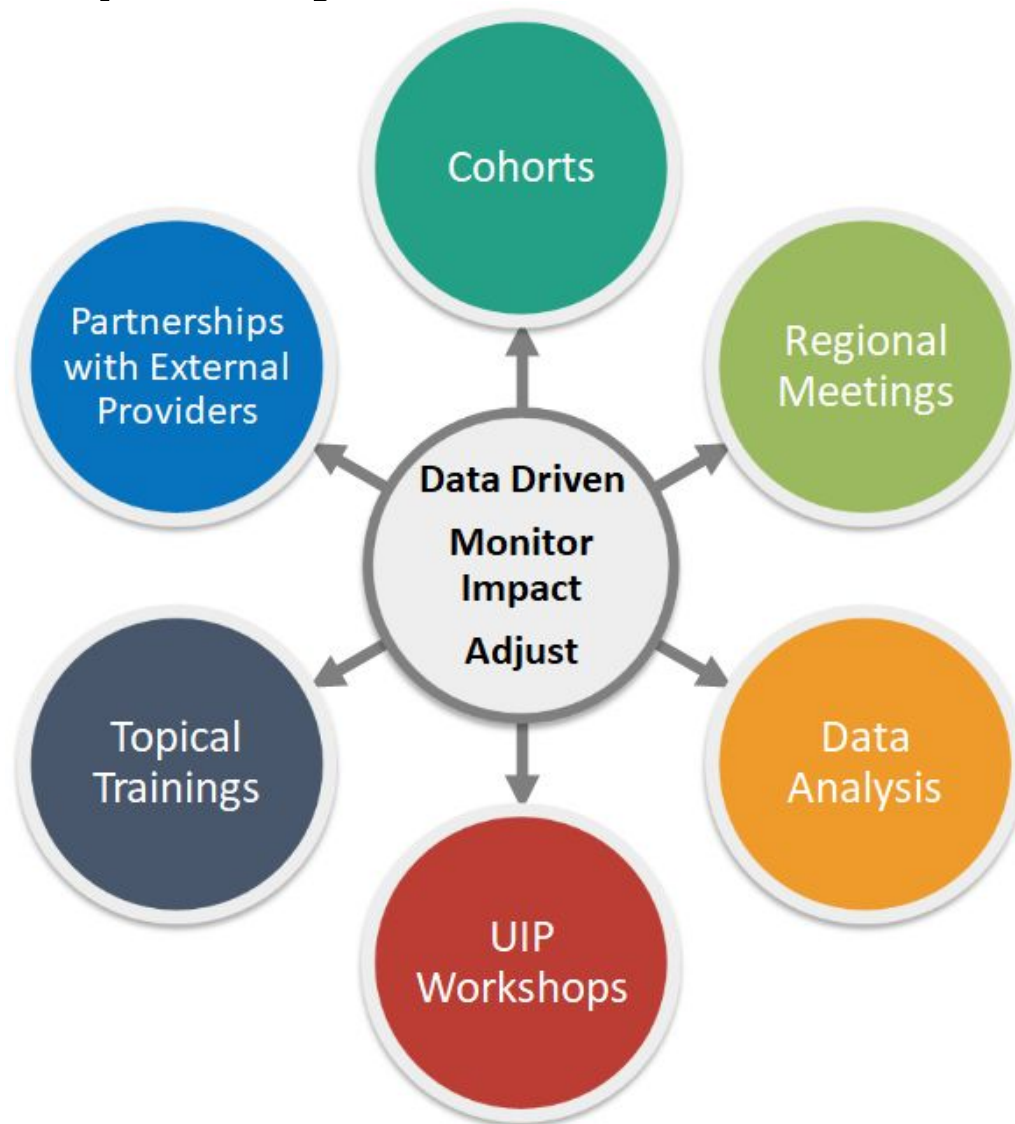 Cohorts
Regional
Meetings
Data
Analysis
UIP
Workshops
Topical
Trainings
Partnerships
with External
Providers
Data Driven
Monitor
Impact
Adjust